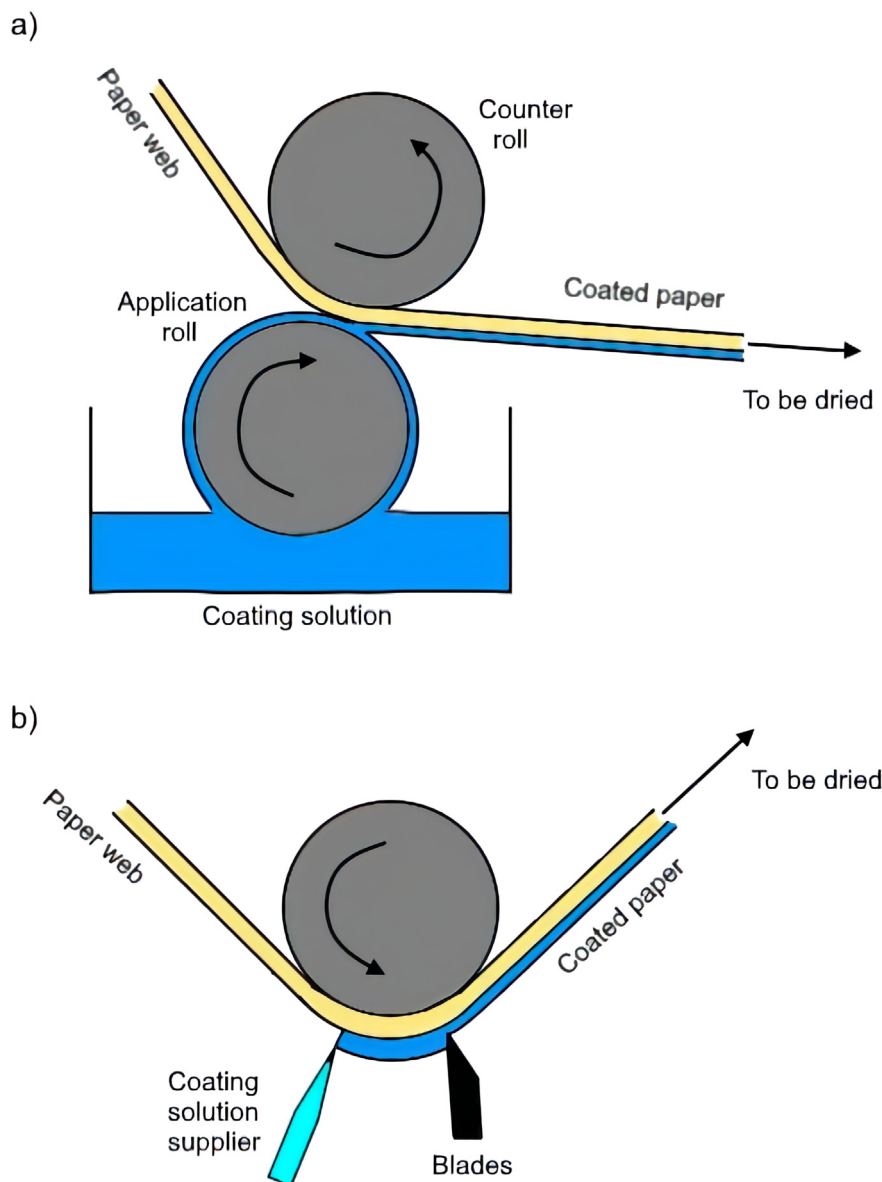 a)
Paper web
Counter
roll
Application
roll
Coated paper
To be dried
Coating solution
b)
Paper web
To be dried
Coated paper
Coating
solution
supplier
Blades